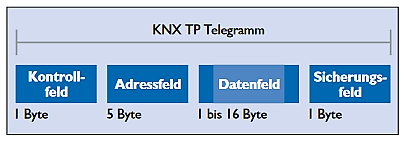 KNX TP Telegramm
Kontroll-
feld
Adressfeld
Datenfeld
Sicherungs-
feld
1 Byte
5 Byte
1 bis 16 Byte
1 Byte